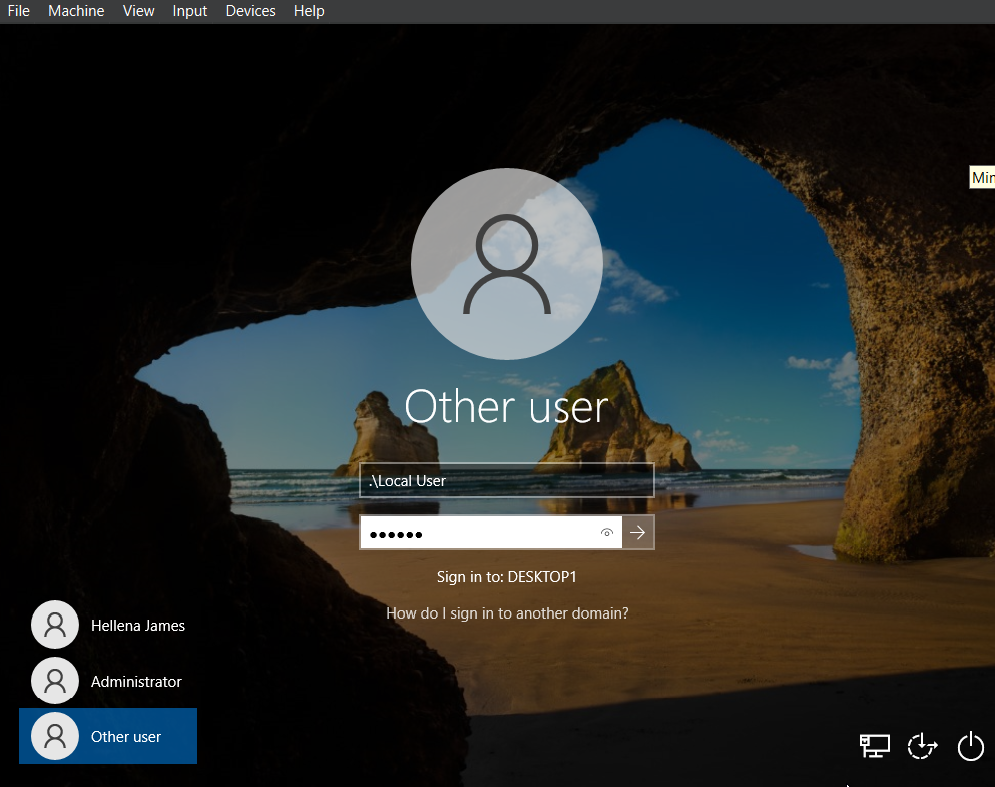 File Machine View Input Devices Help
Min
Other user
.\Local User
Sign in to: DESKTOP1
How do I sign in to another domain?
Hellena James
Administrator
Other user